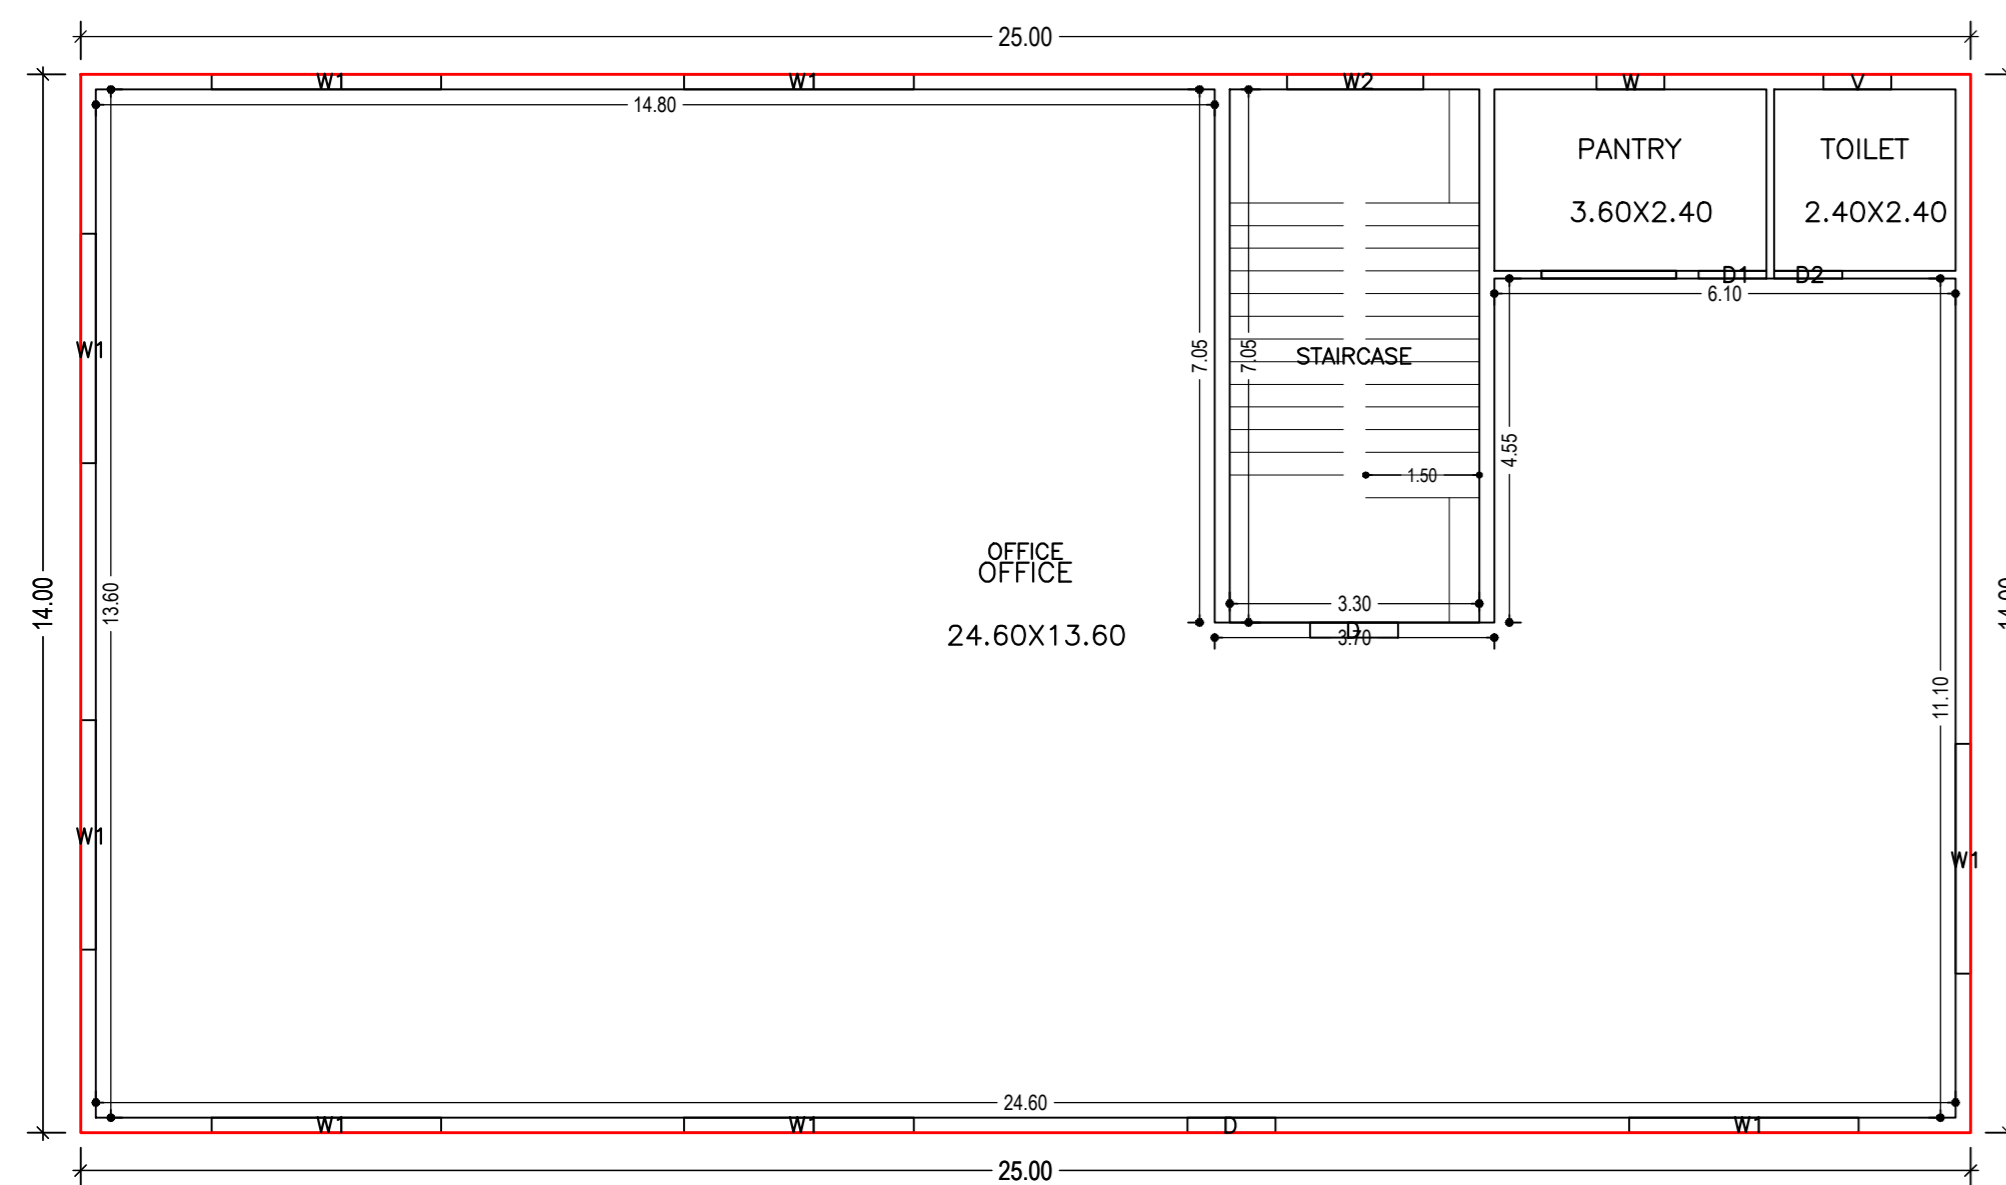 25.00
W1
W1
W2
W
V
14.80
PANTRY
TOILET
3.60X2.40
2.40X2.40
D1
D2
6.10
W1
7.05
7.05
STAIRCASE
4.55
1.50
OFFICE
OFFICE
14.00
13.60
3.30
14.00
D
3.70
24.60X13.60
11.10
W1
W1
24.60
W1
W1
D
W1
25.00